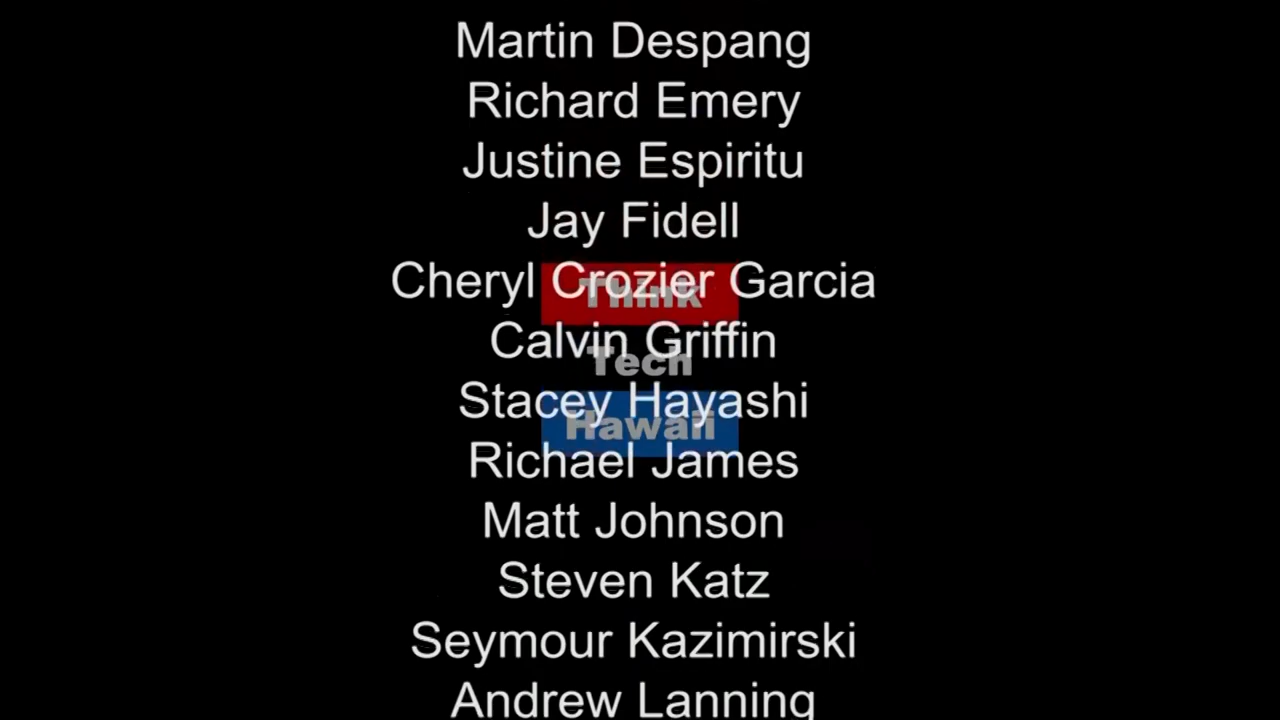 Martin Despang
Richard Emery
Justine Espiritu
Jay Fidell
Cheryl Crozier Garcia
Think
Calvin Griffin
Tech
Stacey Hayashi
Hawaii
Richael James
Matt Johnson
Steven Katz
Seymour Kazimirski
Andrew Lanning